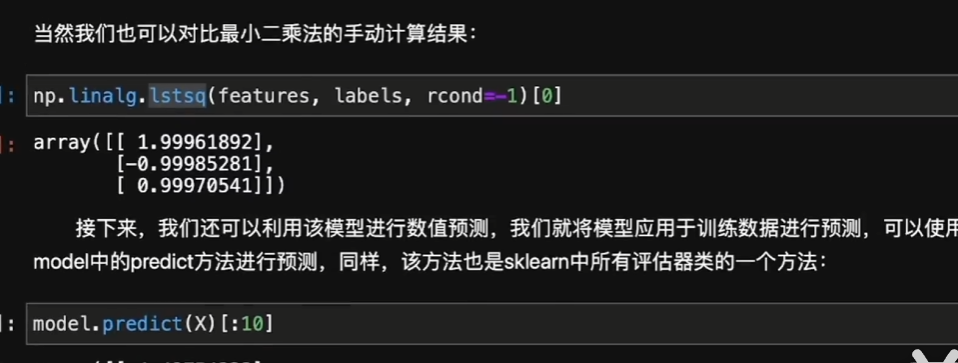 当然我们也可以对比最小二乘法的手动计算结果：
]: np.linalg.lstsq(features, labels, rcond=-1)[0]
]: array([[ 1.99961892],
[-0.99985281],
[ 0.99970541]])
接下来，我们还可以利用该模型进行数值预测，我们就将模型应用于训练数据进行预测，可以使用
model中的predict方法进行预测，同样，该方法也是sklearn中所有评估器类的一个方法：
]: model.predict(X)[:10]